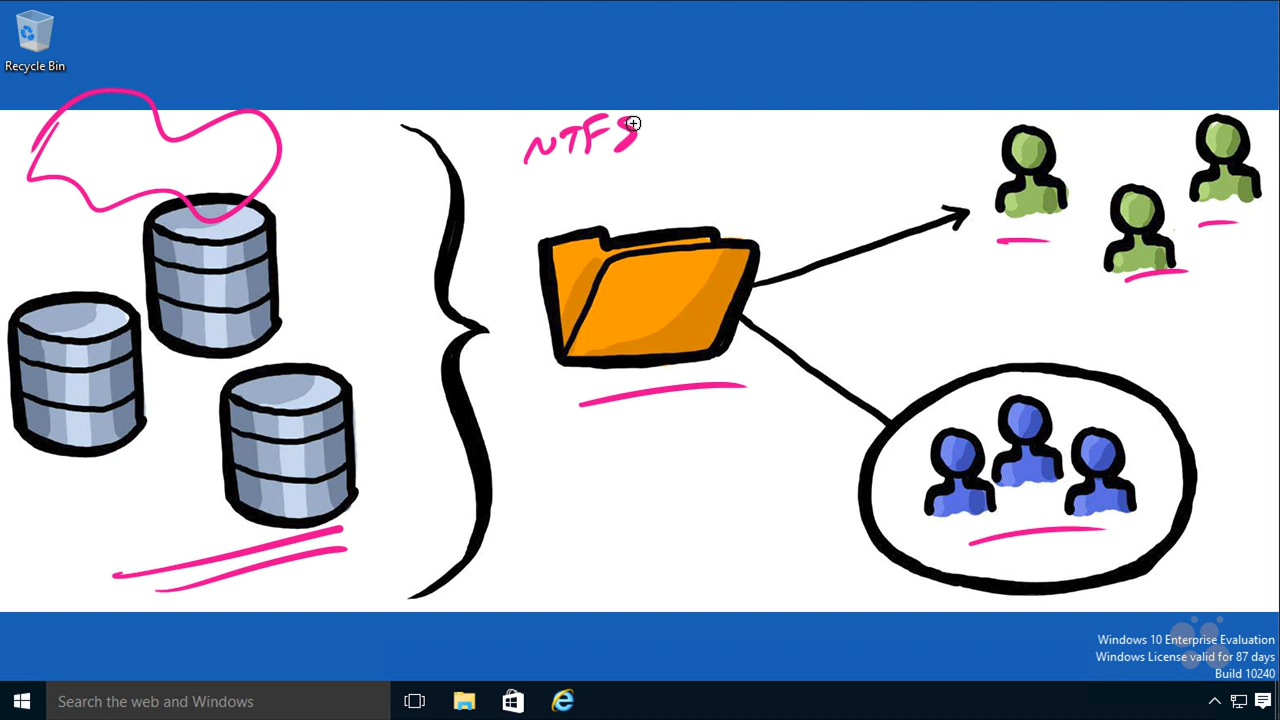 Recycle Bin
NTFS
Windows 10 Enterprise Evaluation
Windows License valid for 87 days
Build 10240
Search the web and Windows